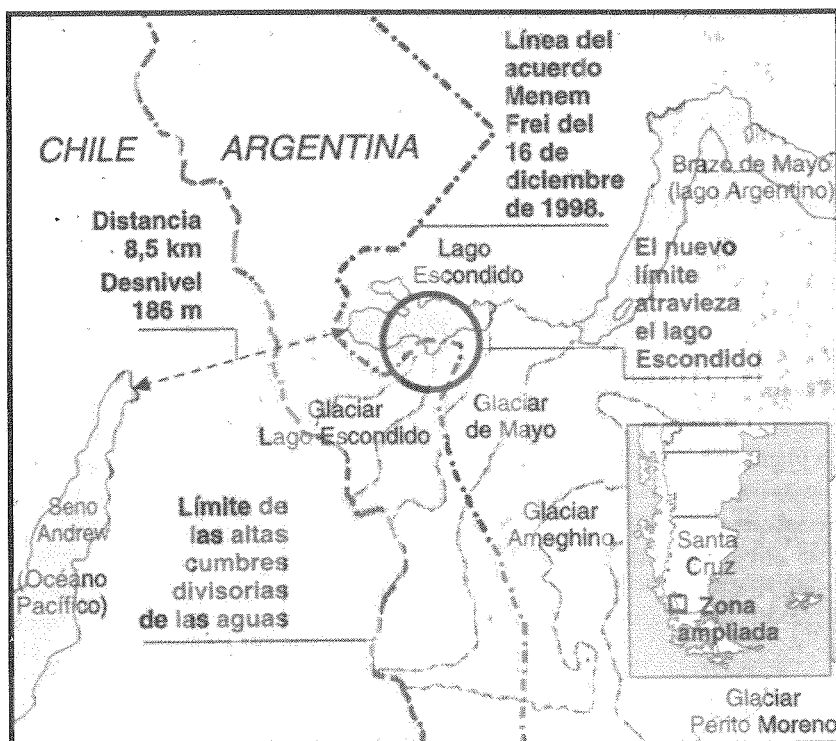 Línea del
acuerdo
Menem
Frei del
16 de
diciembre
de 1998.
CHILE
ARGENTINA
Brazo de Mayo
(lago Argentino)
Distancia
8,5 km
Desnivel
186 m
Lago
Escondido
El nuevo
límite
atravieza
el lago
Escondido
Glaciar
Lago Escondido
Glaciar
de Mayo
Seno
Andrew
(Océano
Pacífico)
Límite de
las altas
cumbres
divisorias
de las aguas
Glaciar
Ameghino
Santa
Cruz
Zona
ampliada
Glaciar
Perito Moreno